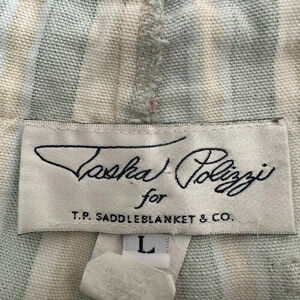 Tasha Polizzi
for
T.P. SADDLEBLANKET & CO.
L